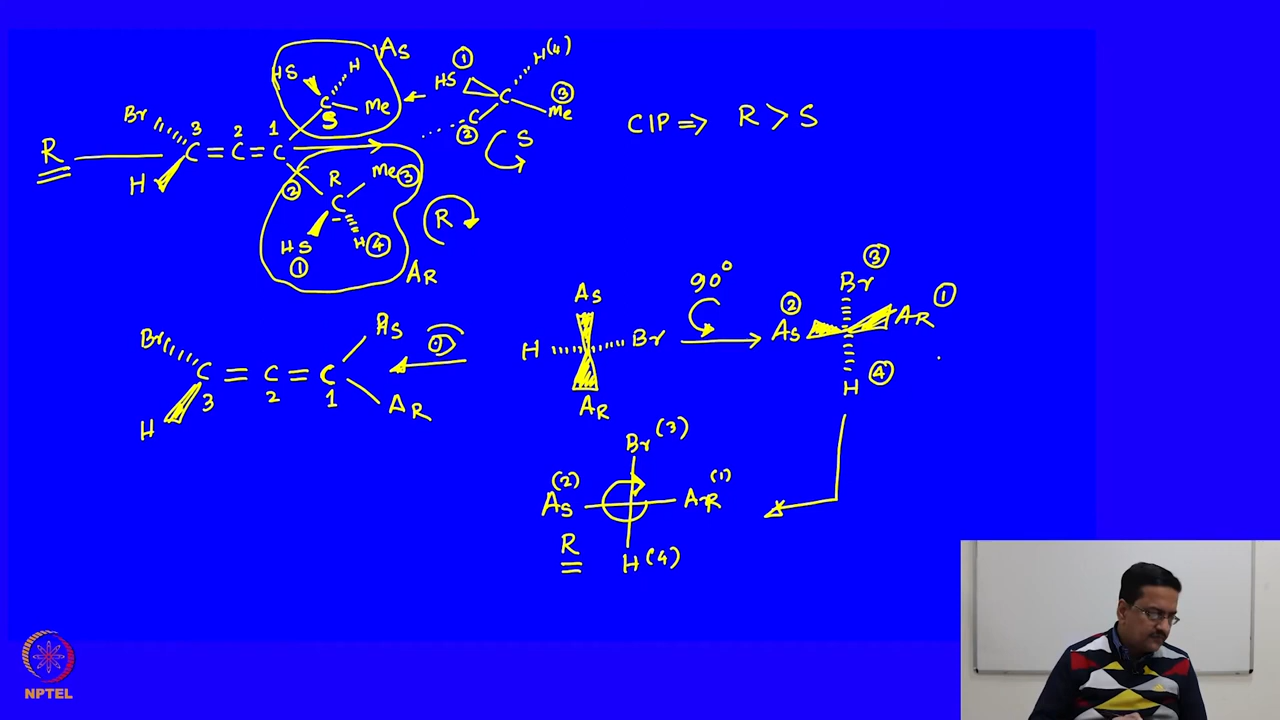 HS H As
Br C Me
S
R 3 2 1
C = C = C
H
HS ① C H(4)
C ② Me ③
S
CIP ⇒ R > S
② R Me ③
C
HS ① H ④
R
AR
Br As
C = C = C
3 2 1
H AR
As
H Br
AR
90°
Br ③
As ② AR ①
H ④
Br (3)
As (2) AR (1)
R H (4)
NPTEL